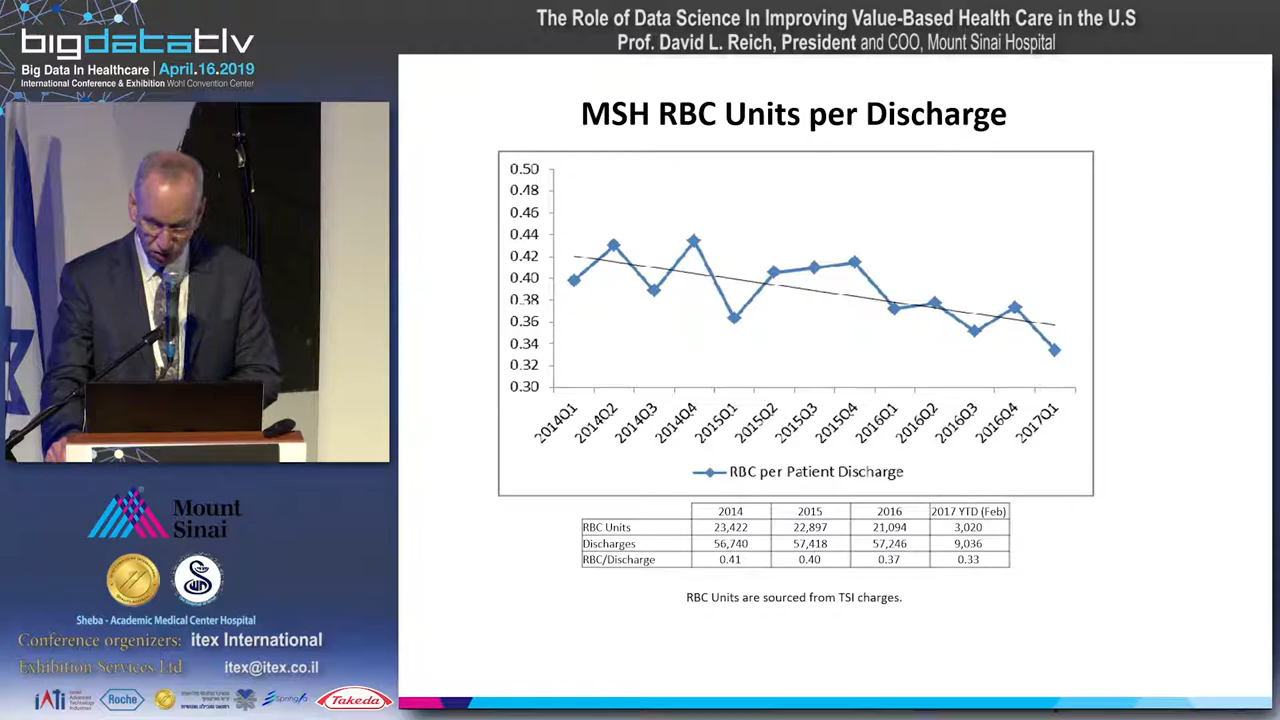 The Role of Data Science In Improving Value-Based Health Care in the U.S
Prof. David L. Reich, President and COO, Mount Sinai Hospital
bigdatatlv
Big Data In Healthcare | April.16.2019
International Conference & Exhibition Wohl Convention Center
MSH RBC Units per Discharge
0.50
0.48
0.46
0.44
0.42
0.40
0.38
0.36
0.34
0.32
0.30
2014Q1 2014Q2 2014Q3 2014Q4 2015Q1 2015Q2 2015Q3 2015Q4 2016Q1 2016Q2 2016Q3 2016Q4 2017Q1
RBC per Patient Discharge
2014 2015 2016 2017 YTD (Feb)
RBC Units 23,422 22,897 21,094 3,020
Discharges 56,740 57,418 57,246 9,036
RBC/Discharge 0.41 0.40 0.37 0.33
RBC Units are sourced from TSI charges.
Mount
Sinai
Sheba - Academic Medical Center Hospital
Conference organizers: itex International
Exhibition Services Ltd itex@itex.co.il
iATi Israel Advanced Technology Industries Roche Takeda